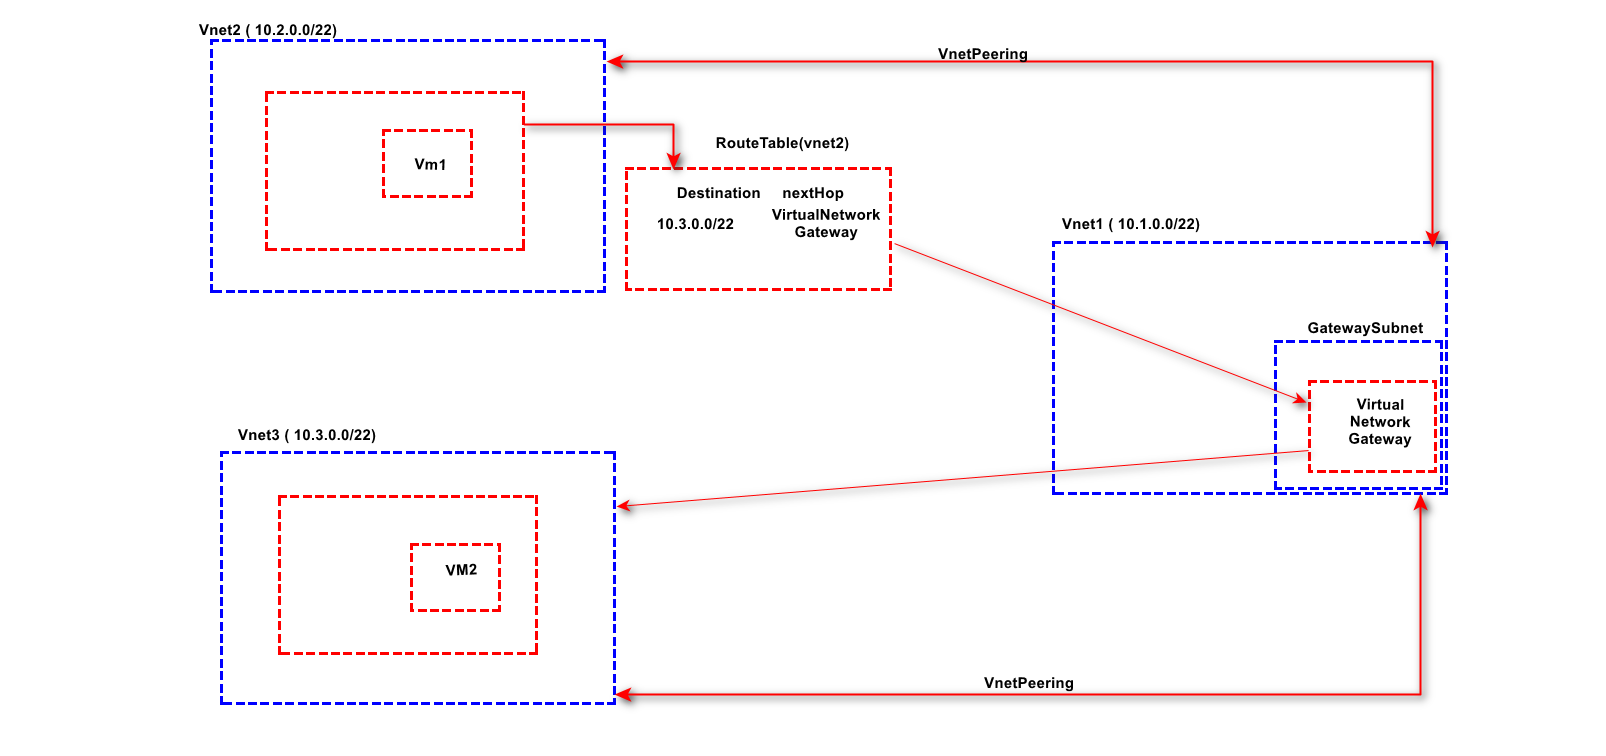 Vnet2 ( 10.2.0.0/22)
VnetPeering
Vm1
RouteTable(vnet2)
Destination nextHop
10.3.0.0/22 VirtualNetwork
Gateway
Vnet1 ( 10.1.0.0/22)
GatewaySubnet
Virtual
Network
Gateway
Vnet3 ( 10.3.0.0/22)
VM2
VnetPeering